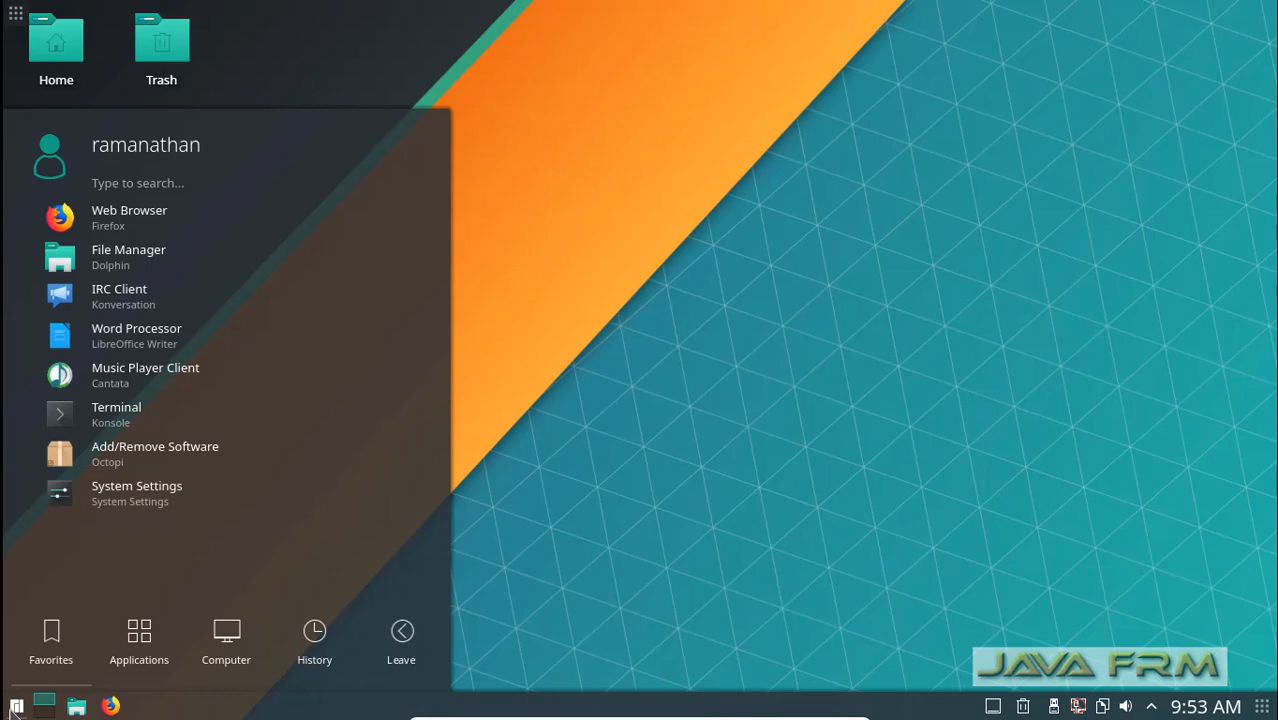 Home
Trash
ramanathan
Type to search...
Web Browser
Firefox
File Manager
Dolphin
IRC Client
Konversation
Word Processor
LibreOffice Writer
Music Player Client
Cantata
Terminal
Konsole
Add/Remove Software
Octopi
System Settings
System Settings
Favorites
Applications
Computer
History
Leave
JAVA FRM
9:53 AM